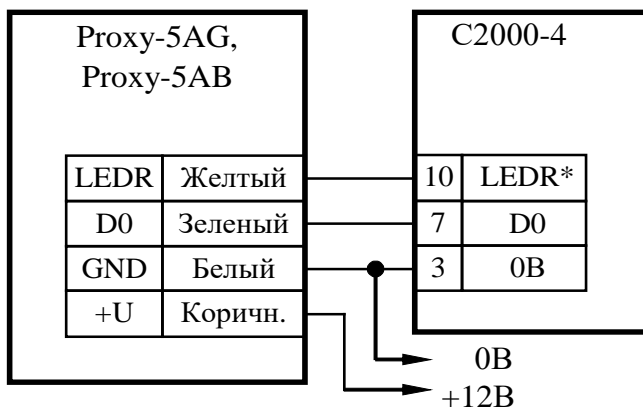 Proxy-5AG,
Proxy-5AB
C2000-4
LEDR Желтый 10 LEDR*
D0 Зеленый 7 D0
GND Белый 3 0В
+U Коричн.
0В
+12В